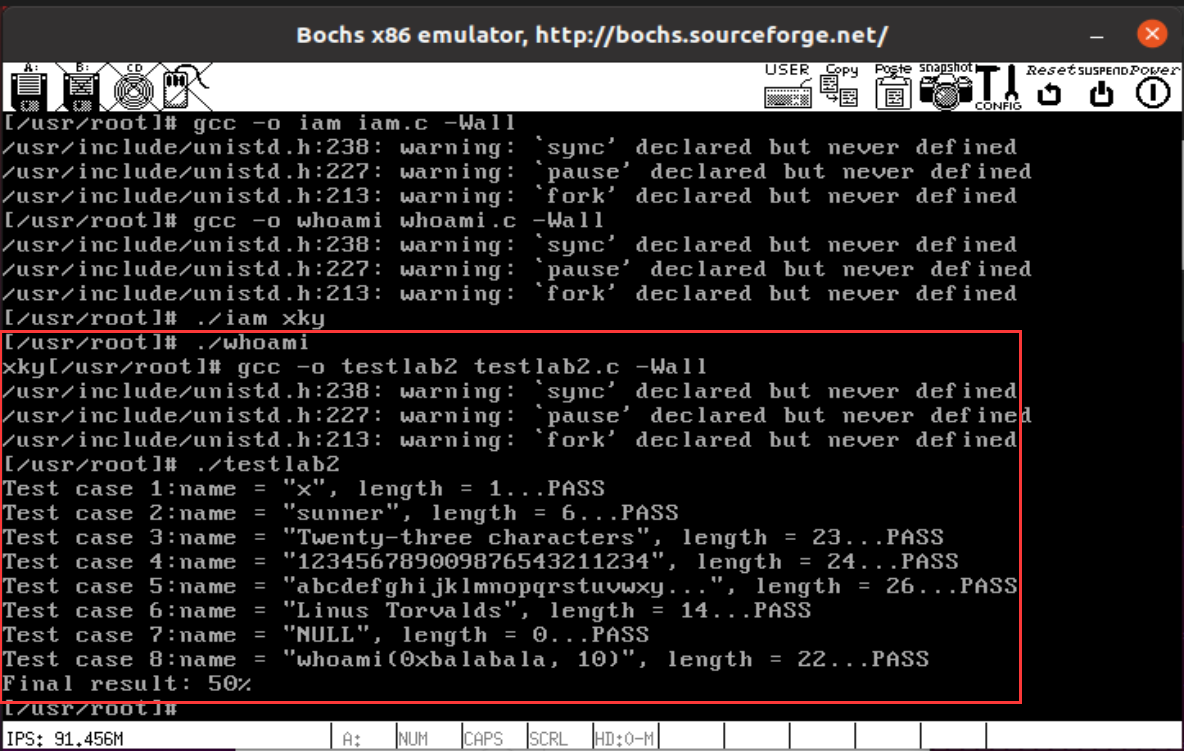 Bochs x86 emulator, http://bochs.sourceforge.net/
A: B: CD USER Copy Paste snapshot CONFIG Reset SUSPEND Power
[/usr/root]# gcc -o iam iam.c -Wall
/usr/include/unistd.h:238: warning: `sync' declared but never defined
/usr/include/unistd.h:227: warning: `pause' declared but never defined
/usr/include/unistd.h:213: warning: `fork' declared but never defined
[/usr/root]# gcc -o whoami whoami.c -Wall
/usr/include/unistd.h:238: warning: `sync' declared but never defined
/usr/include/unistd.h:227: warning: `pause' declared but never defined
/usr/include/unistd.h:213: warning: `fork' declared but never defined
[/usr/root]# ./iam xky
[/usr/root]# ./whoami
xky[/usr/root]# gcc -o testlab2 testlab2.c -Wall
/usr/include/unistd.h:238: warning: `sync' declared but never defined
/usr/include/unistd.h:227: warning: `pause' declared but never defined
/usr/include/unistd.h:213: warning: `fork' declared but never defined
[/usr/root]# ./testlab2
Test case 1:name = "x", length = 1...PASS
Test case 2:name = "sunner", length = 6...PASS
Test case 3:name = "Twenty-three characters", length = 23...PASS
Test case 4:name = "123456789009876543211234", length = 24...PASS
Test case 5:name = "abcdefghijklmnopqrstuvwxy...", length = 26...PASS
Test case 6:name = "Linus Torvalds", length = 14...PASS
Test case 7:name = "NULL", length = 0...PASS
Test case 8:name = "whoami(0xbalabala, 10)", length = 22...PASS
Final result: 50%
[/usr/root]#
IPS: 91.456M A: NUM CAPS SCRL HD:0-M